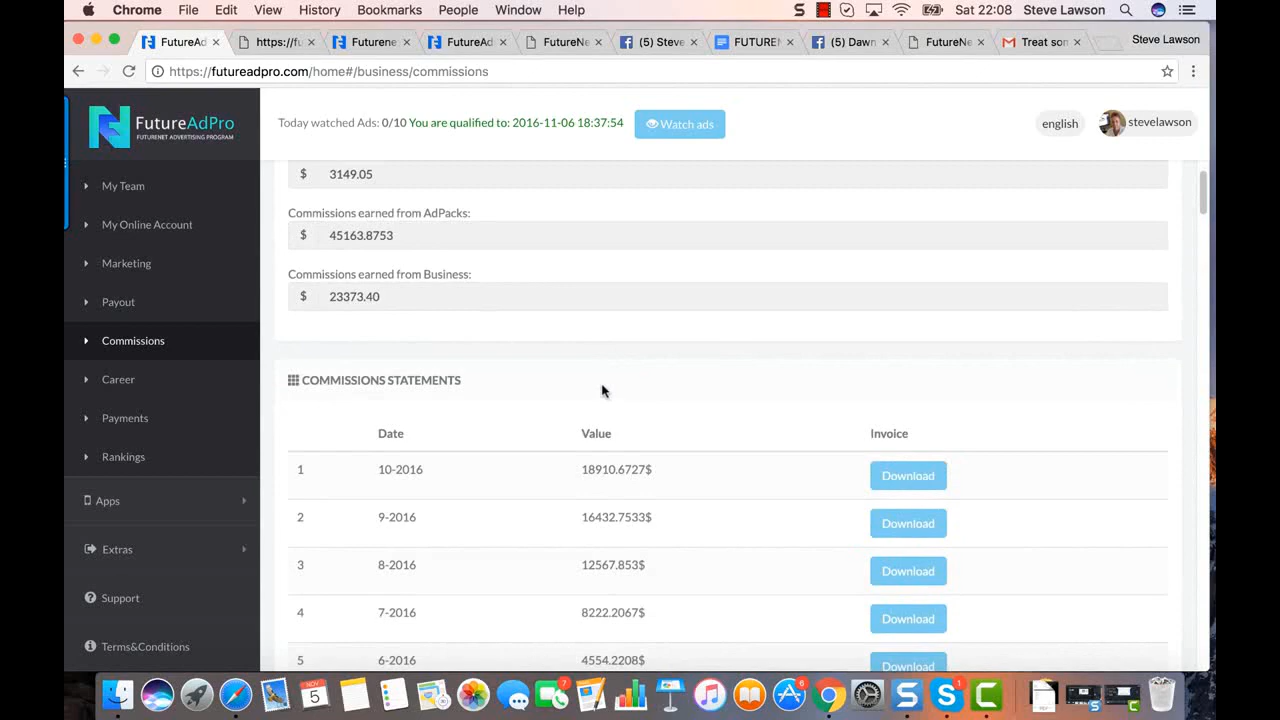 Chrome File Edit View History Bookmarks People Window Help Sat 22:08 Steve Lawson
FutureAd https://fu Futurene FutureAd FutureNe (5) Steve FUTURE (5) Dawn FutureNe Treat son Steve Lawson
https://futureadpro.com/home#/business/commissions
FutureAdPro
FUTURENET ADVERTISING PROGRAM
Today watched Ads: 0/10 You are qualified to: 2016-11-06 18:37:54 Watch ads english stevelawson
My Team
My Online Account
Marketing
Payout
Commissions
Career
Payments
Rankings
Apps
Extras
Support
Terms&Conditions
$ 3149.05
Commissions earned from AdPacks:
$ 45163.8753
Commissions earned from Business:
$ 23373.40
COMMISSIONS STATEMENTS
Date Value Invoice
1 10-2016 18910.6727$ Download
2 9-2016 16432.7533$ Download
3 8-2016 12567.853$ Download
4 7-2016 8222.2067$ Download
5 6-2016 4554.2208$ Download
NOV
5
7
6
1